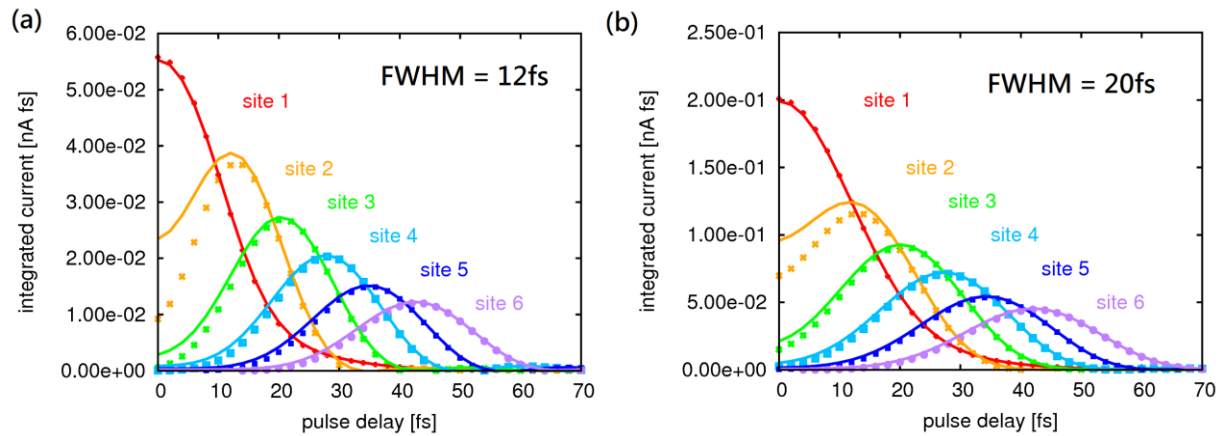 (a)
6.00e-02
5.00e-02
4.00e-02
3.00e-02
2.00e-02
1.00e-02
0.00e+00
integrated current [nA fs]
FWHM = 12fs
site 1
site 2
site 3
site 4
site 5
site 6
0 10 20 30 40 50 60 70
pulse delay [fs]
(b)
2.50e-01
2.00e-01
1.50e-01
1.00e-01
5.00e-02
0.00e+00
integrated current [nA fs]
FWHM = 20fs
site 1
site 2
site 3
site 4
site 5
site 6
0 10 20 30 40 50 60 70
pulse delay [fs]